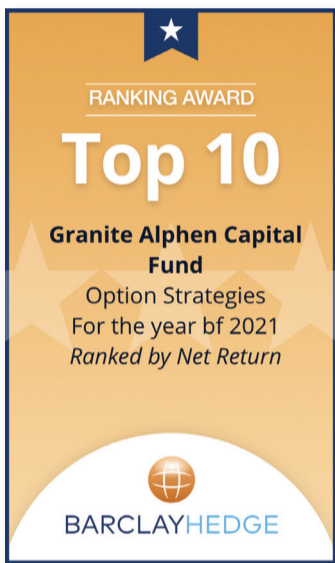 RANKING AWARD
Top 10
Granite Alphen Capital
Fund
Option Strategies
For the year bf 2021
Ranked by Net Return
BARCLAYHEDGE